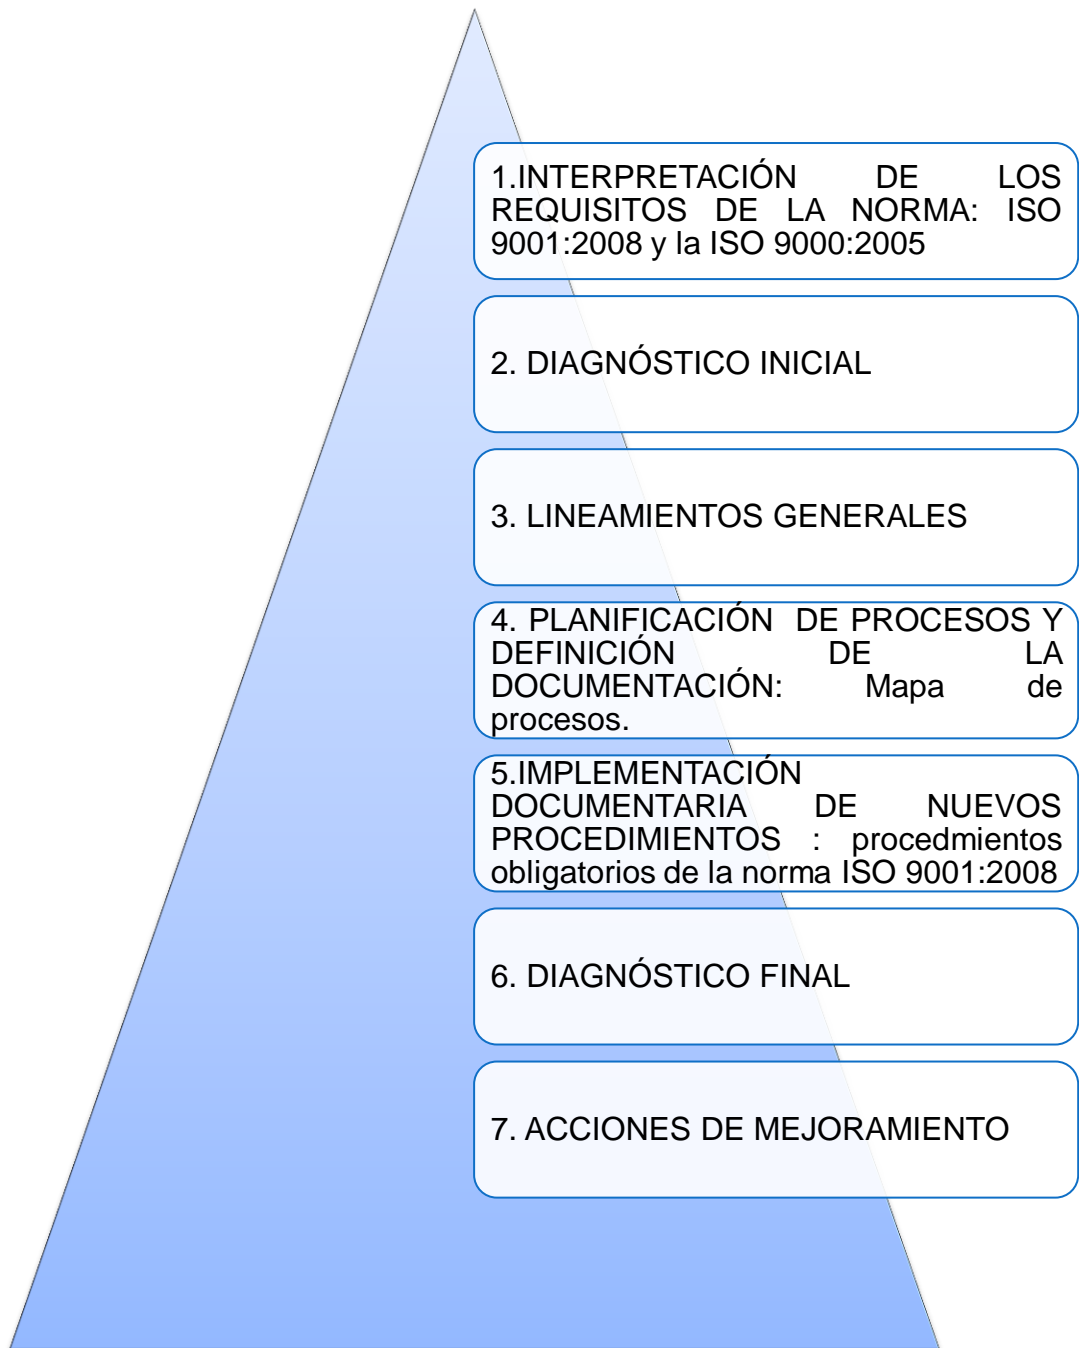 1.INTERPRETACIÓN DE LOS
REQUISITOS DE LA NORMA: ISO
9001:2008 y la ISO 9000:2005
2. DIAGNÓSTICO INICIAL
3. LINEAMIENTOS GENERALES
4. PLANIFICACIÓN DE PROCESOS Y
DEFINICIÓN DE LA
DOCUMENTACIÓN: Mapa de
procesos.
5.IMPLEMENTACIÓN
DOCUMENTARIA DE NUEVOS
PROCEDIMIENTOS : procedmientos
obligatorios de la norma ISO 9001:2008
6. DIAGNÓSTICO FINAL
7. ACCIONES DE MEJORAMIENTO